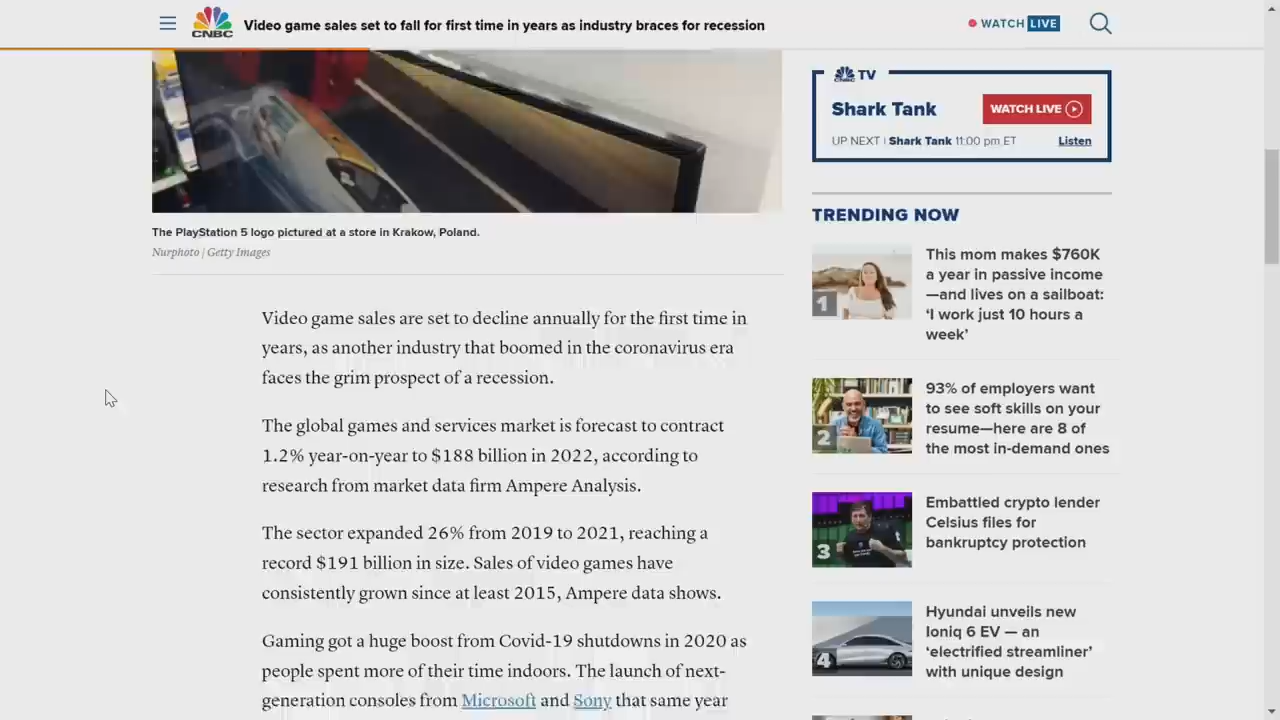 CNBC
Video game sales set to fall for first time in years as industry braces for recession
WATCH LIVE
CNBC TV
Shark Tank
WATCH LIVE
UP NEXT | Shark Tank 11:00 pm ET
Listen
The PlayStation 5 logo pictured at a store in Krakow, Poland.
Nurphoto | Getty Images
Video game sales are set to decline annually for the first time in
years, as another industry that boomed in the coronavirus era
faces the grim prospect of a recession.
The global games and services market is forecast to contract
1.2% year-on-year to $188 billion in 2022, according to
research from market data firm Ampere Analysis.
The sector expanded 26% from 2019 to 2021, reaching a
record $191 billion in size. Sales of video games have
consistently grown since at least 2015, Ampere data shows.
Gaming got a huge boost from Covid-19 shutdowns in 2020 as
people spent more of their time indoors. The launch of next-
generation consoles from Microsoft and Sony that same year
TRENDING NOW
1
This mom makes $760K
a year in passive income
—and lives on a sailboat:
‘I work just 10 hours a
week’
2
93% of employers want
to see soft skills on your
resume—here are 8 of
the most in-demand ones
3
Embattled crypto lender
Celsius files for
bankruptcy protection
4
Hyundai unveils new
Ioniq 6 EV — an
‘electrified streamliner’
with unique design